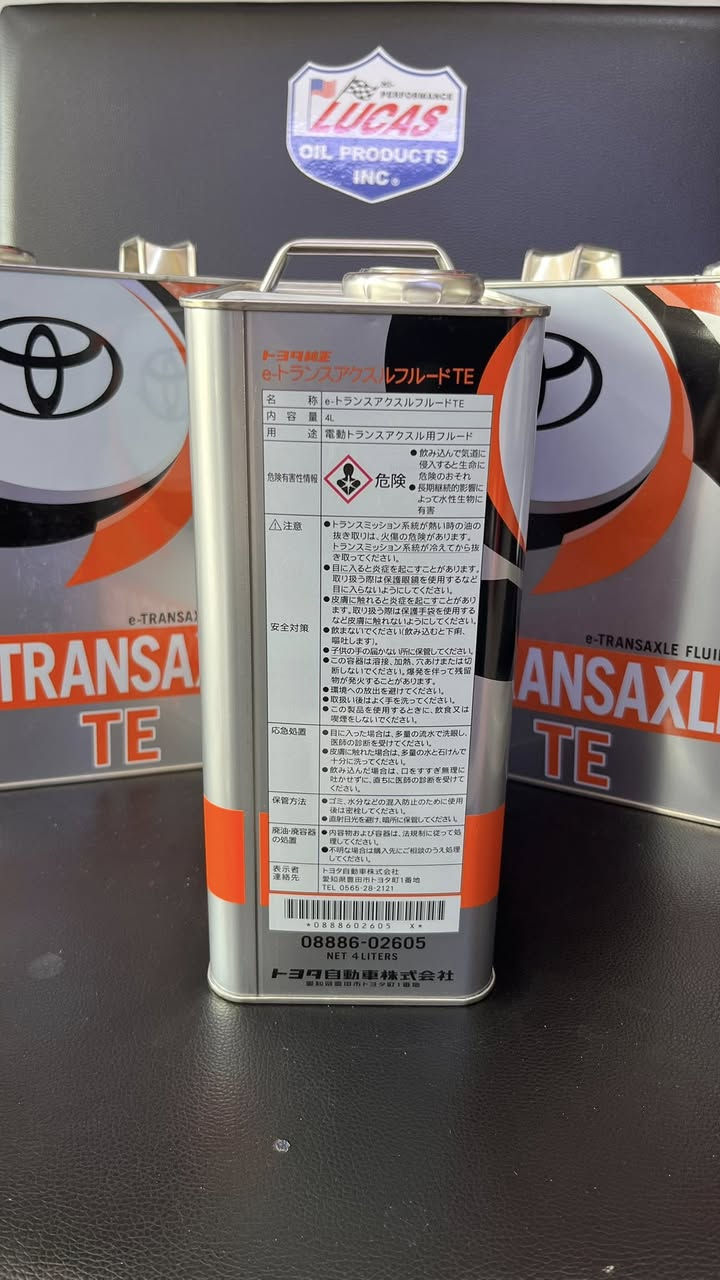 HI-PERFORMANCE
LUCAS
OIL PRODUCTS
INC.®
トヨタ純正
e-トランスアクスルフルードTE
名 称 e-トランスアクスルフルードTE
内 容 量 4L
用 途 電動トランスアクスル用フルード
危険有害性情報
危険
●飲み込んで気道に
侵入すると生命に
危険のおそれ
●長期継続的影響に
よって水性生物に
有害
⚠注意
安全対策
●トランスミッション系統が熱い時の油の
抜き取りは、火傷の危険があります。
トランスミッション系統が冷えてから抜
き取ってください。
●目に入ると炎症を起こすことがあります。
取り扱う際は保護眼鏡を使用するなど
目に入らないようにしてください。
●皮膚に触れると炎症を起こすことがあり
ます。取り扱う際は保護手袋を使用する
など皮膚に触れないようにしてください。
●飲まないでください(飲み込むと下痢、
嘔吐します)。
●子供の手の届かない所に保管してください。
●この容器は溶接、加熱、穴あけまたは切
断しないでください。爆発を伴って残留
物が発火することがあります。
●環境への放出を避けてください。
●取扱い後はよく手を洗ってください。
●この製品を使用するときに、飲食又は
喫煙をしないでください。
応急処置
●目に入った場合は、多量の流水で洗眼し、
医師の診断を受けてください。
●皮膚に触れた場合は、多量の水と石けんで
十分に洗ってください。
●飲み込んだ場合は、口をすすぎ無理に
吐かせずに、直ちに医師の診断を受けて
ください。
保管方法
●ゴミ、水分などの混入防止のために使用
後は密栓してください。
●直射日光を避け、暗所に保管してください。
廃油・廃容器
の処置
●内容物および容器は、法規制に従って処
理してください。
●不明な場合は購入先にご相談のうえ処理
してください。
表示者
連絡先
トヨタ自動車株式会社
愛知県豊田市トヨタ町1番地
TEL 0565-28-2121
*0888602605 X*
08886-02605
NET 4 LITERS
トヨタ自動車株式会社
愛知県豊田市トヨタ町1番地
e-TRANSAX
TRANSA
TE
e-TRANSAXLE FLUI
ANSAXL
TE